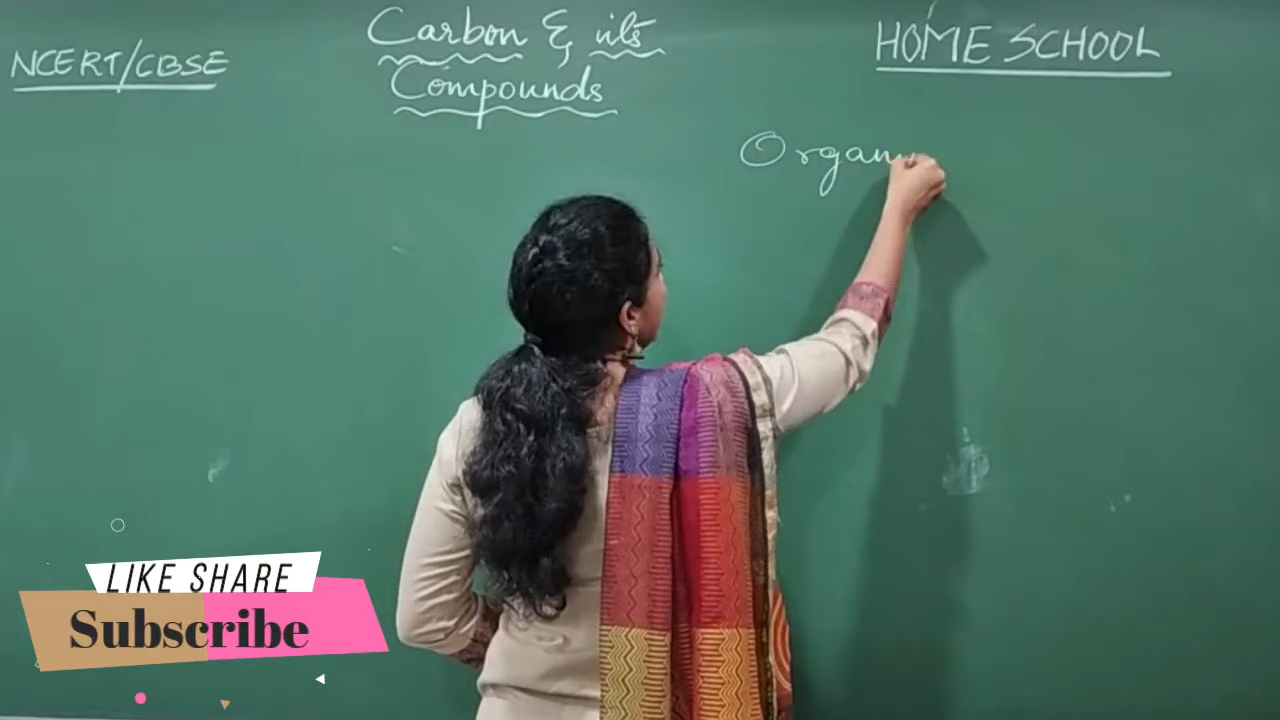 NCERT/CBSE
Carbon & its
Compounds
HOME SCHOOL
Organ
LIKE SHARE
Subscribe